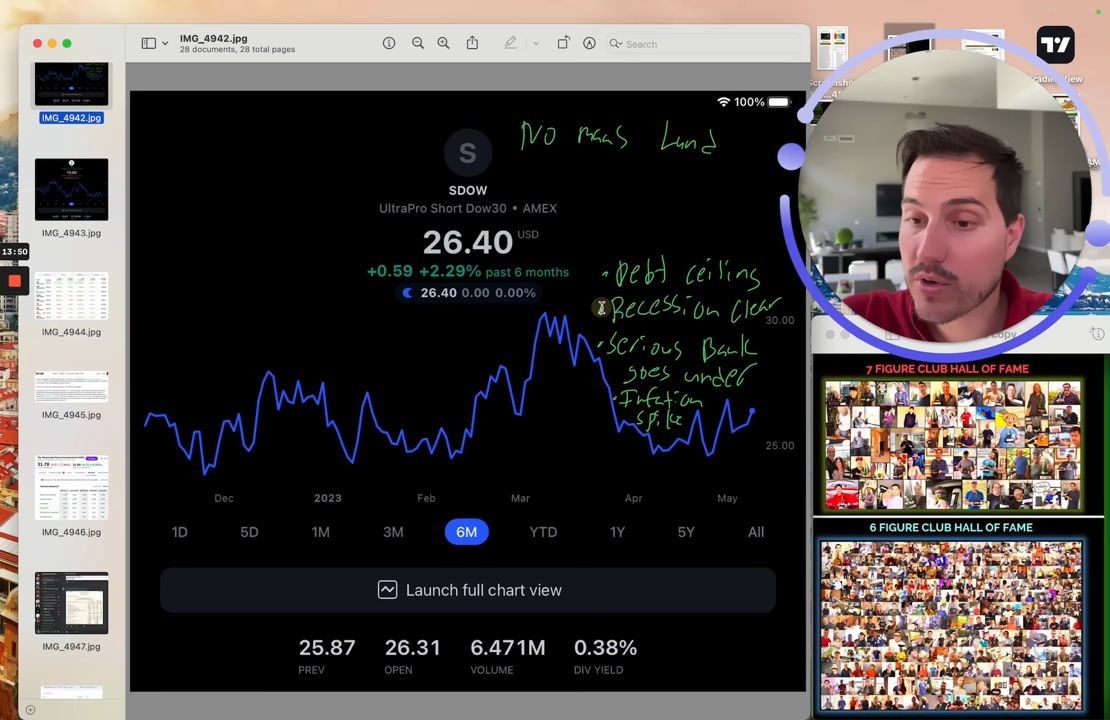 IMG_4942.jpg
28 documents, 28 total pages
Search
IMG_4942.jpg
IMG_4943.jpg
IMG_4944.jpg
IMG_4945.jpg
IMG_4946.jpg
IMG_4947.jpg
13:50
100%
S
SDOW
UltraPro Short Dow30 • AMEX
26.40 USD
+0.59 +2.29% past 6 months
26.40 0.00 0.00%
No mans Land
• Debt ceiling
• Recession Clear
• Serious Bank
goes under
• Inflation
spike
30.00
25.00
Dec 2023 Feb Mar Apr May
1D 5D 1M 3M 6M YTD 1Y 5Y All
Launch full chart view
25.87 26.31 6.471M 0.38%
PREV OPEN VOLUME DIV YIELD
copy
7 FIGURE CLUB HALL OF FAME
6 FIGURE CLUB HALL OF FAME